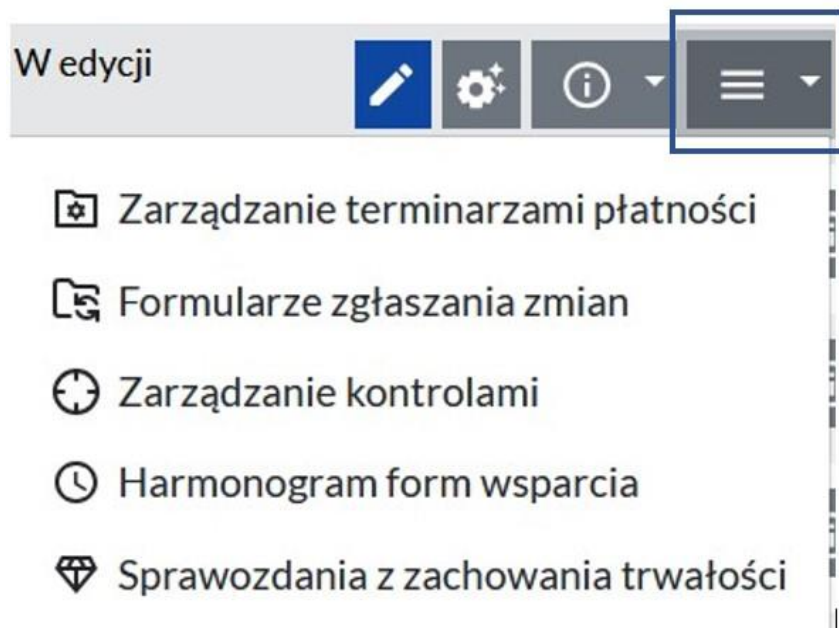 W edycji
Zarządzanie terminarzami płatności
Formularze zgłaszania zmian
Zarządzanie kontrolami
Harmonogram form wsparcia
Sprawozdania z zachowania trwałości